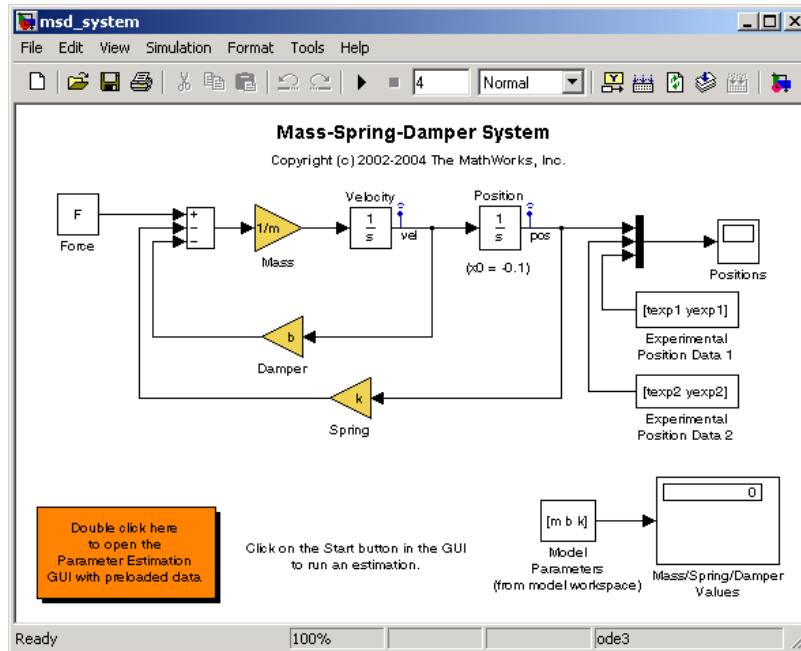 msd_system
File Edit View Simulation Format Tools Help
4 Normal
Mass-Spring-Damper System
Copyright (c) 2002-2004 The MathWorks, Inc.
Velocity
Position
F
Force
+
−
−
1/m
Mass
1
s
vel
1
s
pos
(x0 = -0.1)
Positions
[texp1 yexp1]
Experimental
Position Data 1
b
Damper
[texp2 yexp2]
Experimental
Position Data 2
k
Spring
Double click here
to open the
Parameter Estimation
GUI with preloaded data
Click on the Start button in the GUI
to run an estimation.
[m b k]
Model
Parameters
(from model workspace)
0
Mass/Spring/Damper
Values
Ready 100% ode3